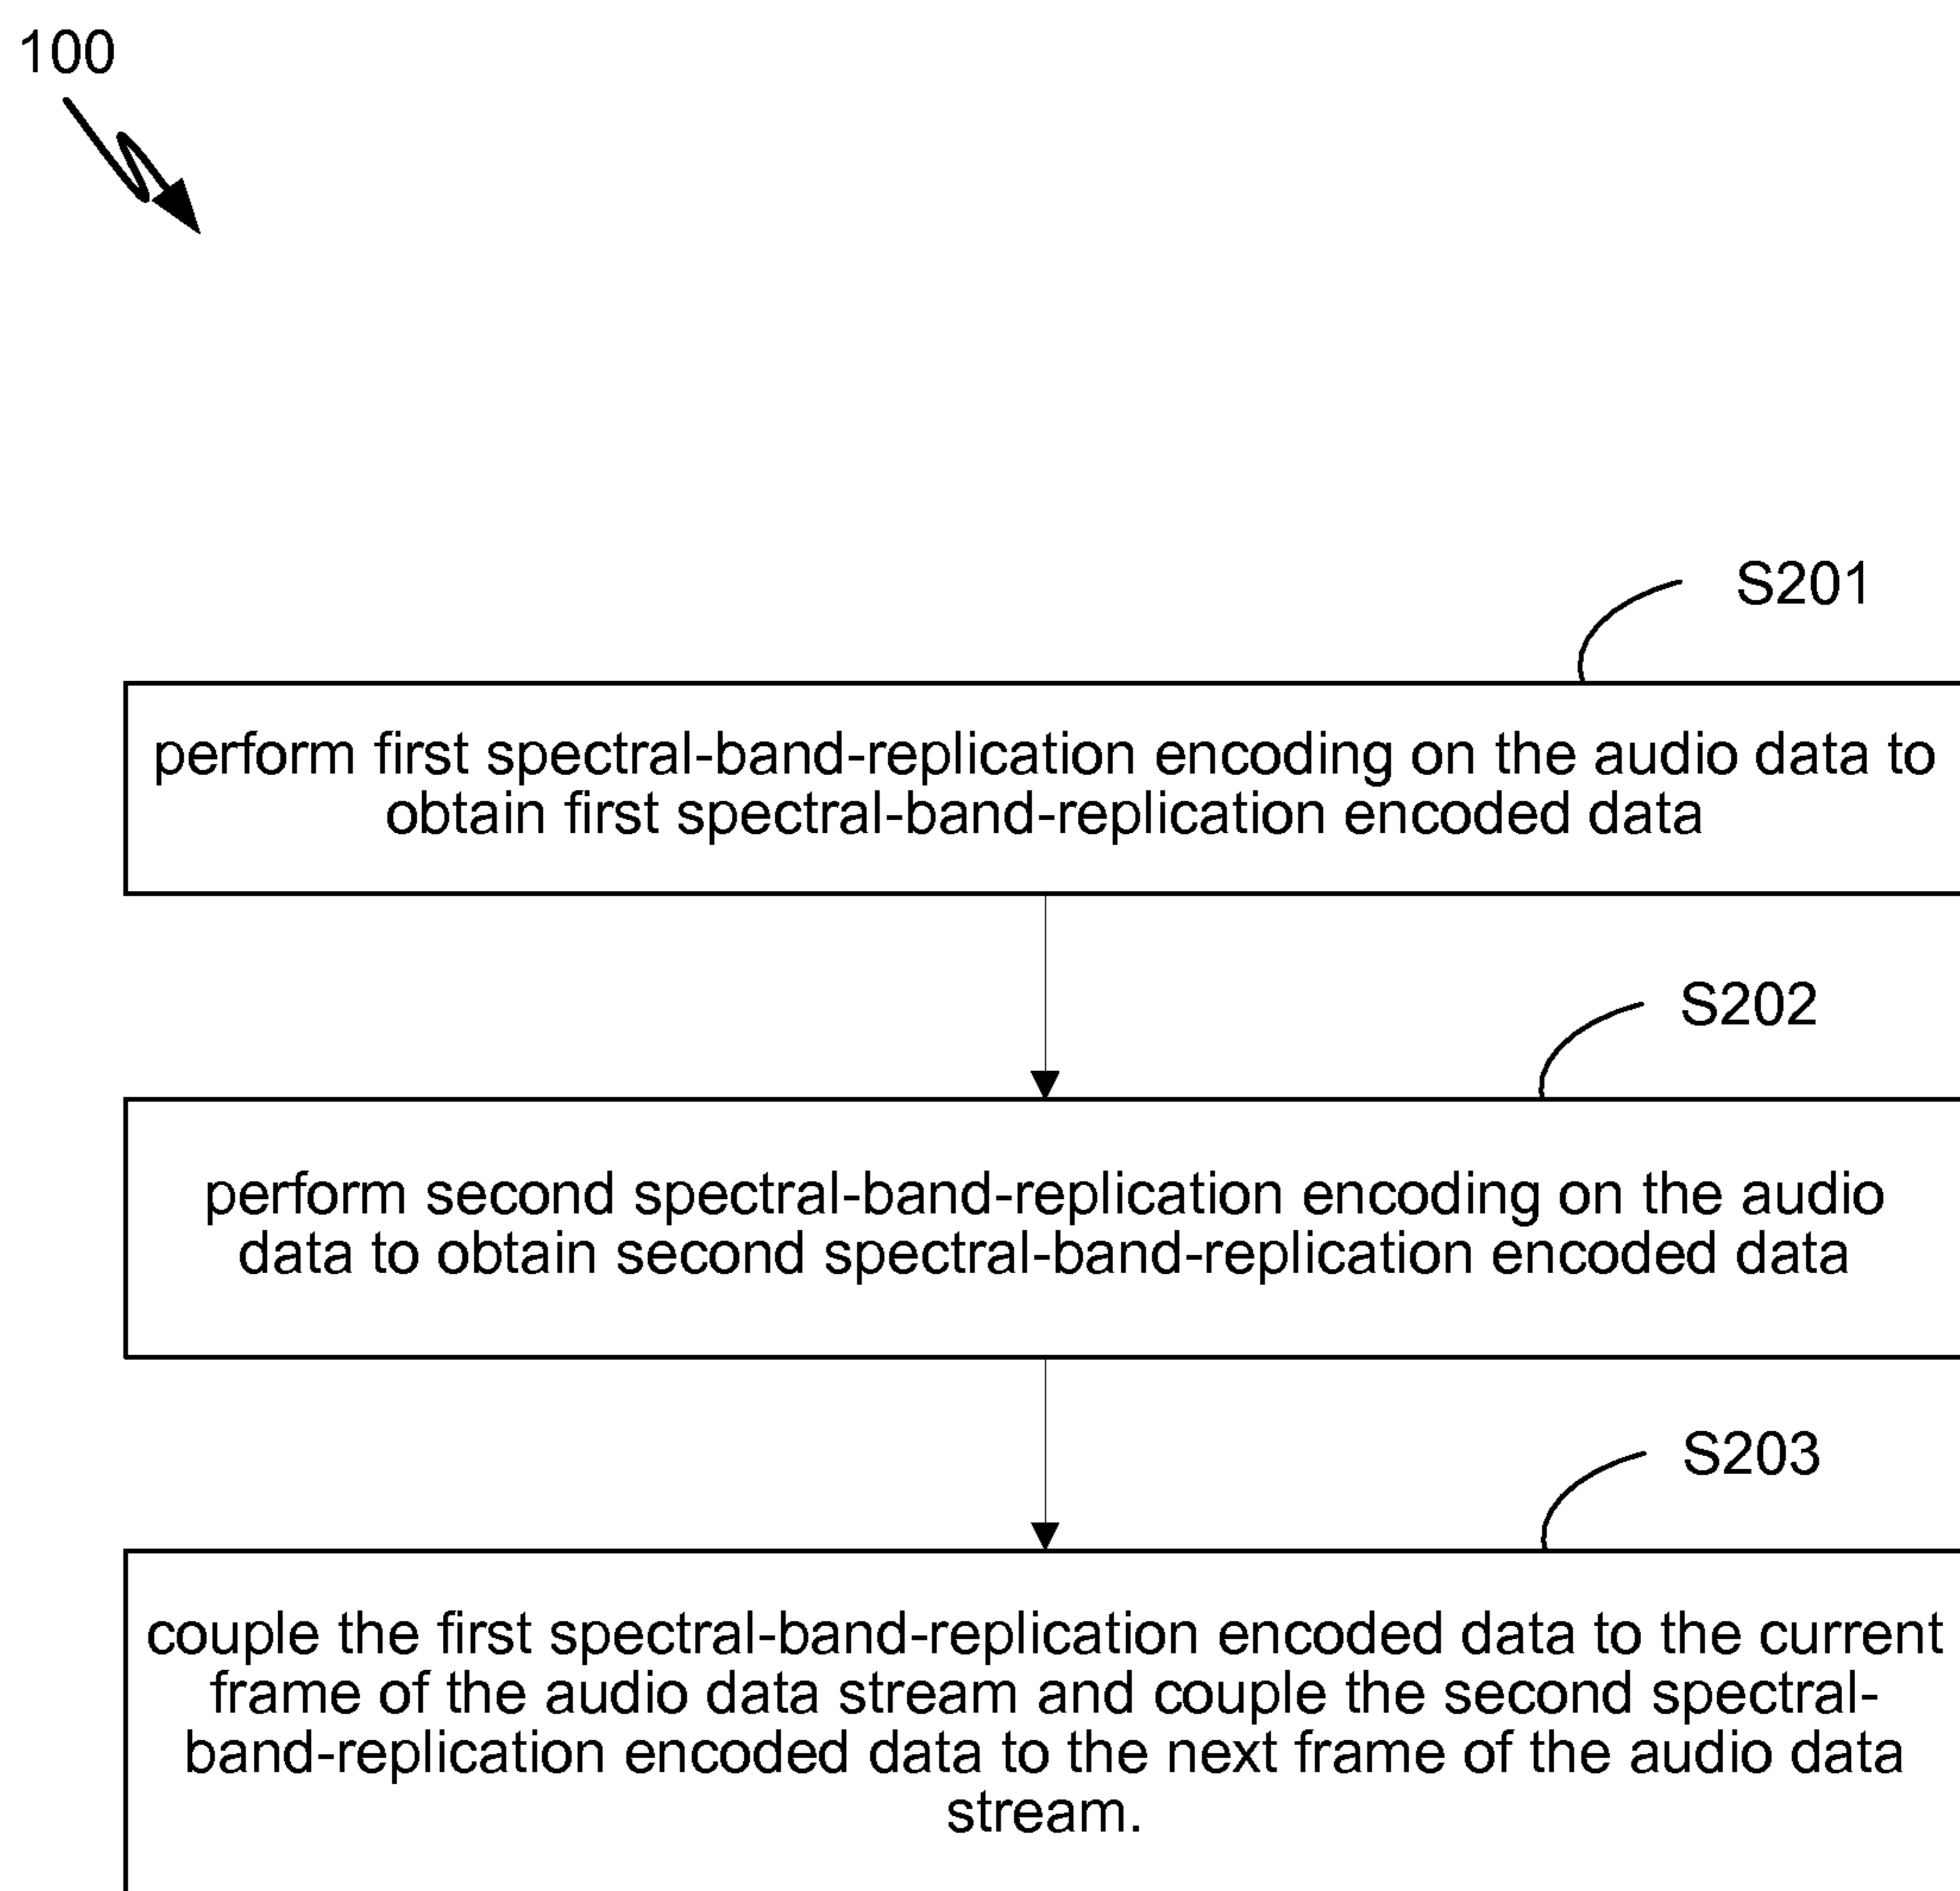 100
S201
perform first spectral-band-replication encoding on the audio data to
obtain first spectral-band-replication encoded data
S202
perform second spectral-band-replication encoding on the audio
data to obtain second spectral-band-replication encoded data
S203
couple the first spectral-band-replication encoded data to the current
frame of the audio data stream and couple the second spectral-
band-replication encoded data to the next frame of the audio data
stream.